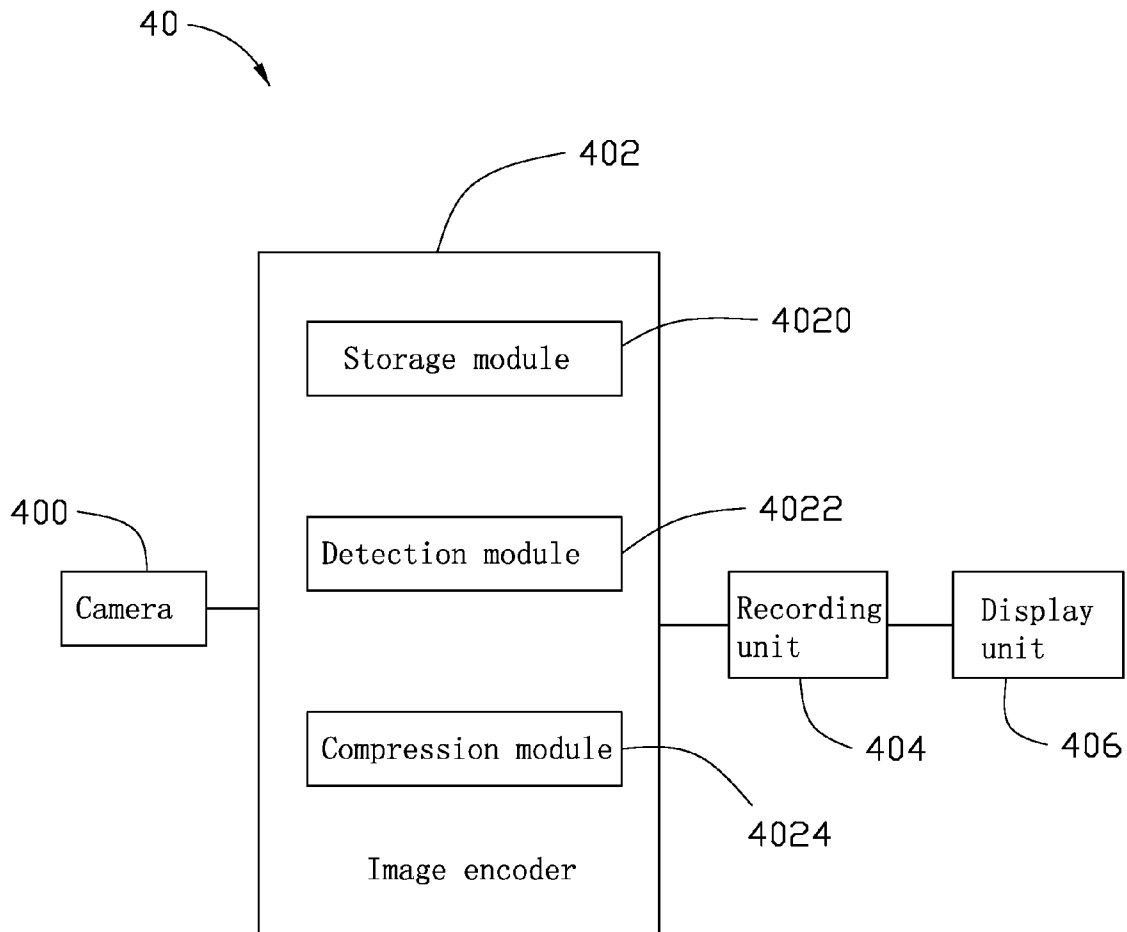 40
402
Storage module
4020
400
Detection module
4022
Camera
Recording
unit
Display
unit
Compression module
404
406
4024
Image encoder